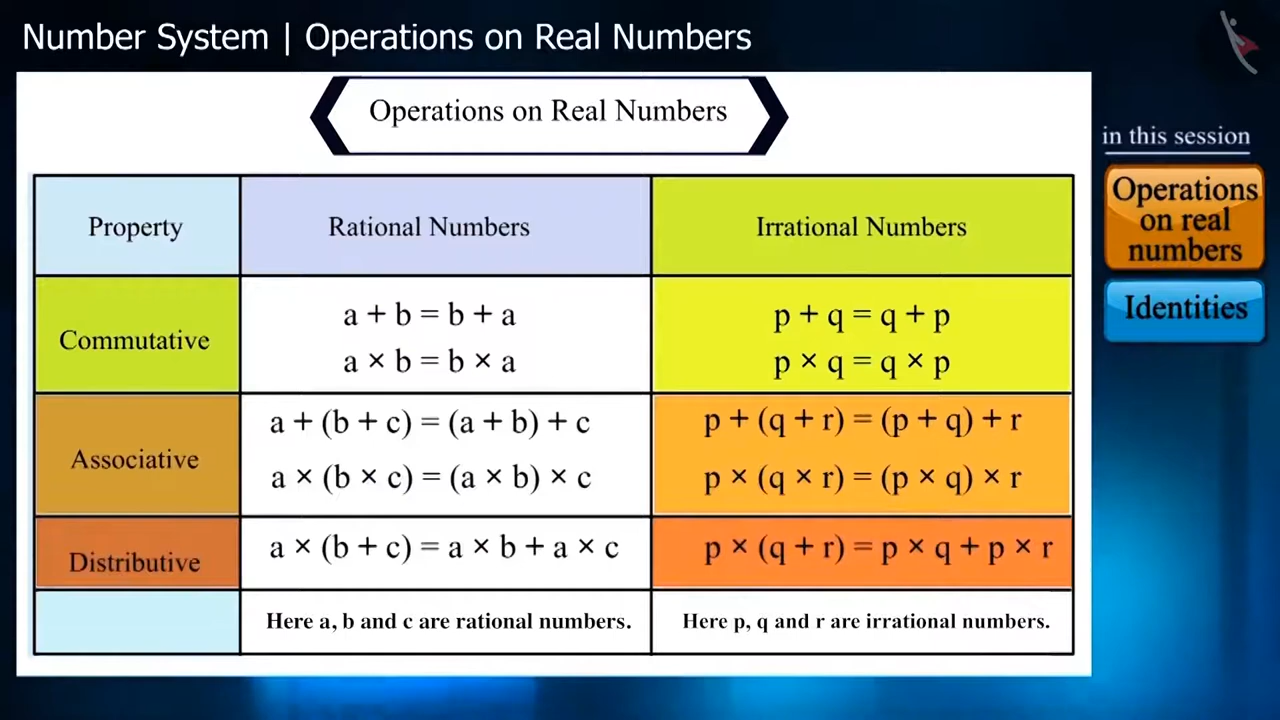 Number System | Operations on Real Numbers
Operations on Real Numbers
in this session
Operations
on real
numbers
Identities
Property
Rational Numbers
Irrational Numbers
Commutative
a + b = b + a
a × b = b × a
p + q = q + p
p × q = q × p
Associative
a + (b + c) = (a + b) + c
a × (b × c) = (a × b) × c
p + (q + r) = (p + q) + r
p × (q × r) = (p × q) × r
Distributive
a × (b + c) = a × b + a × c
p × (q + r) = p × q + p × r
Here a, b and c are rational numbers.
Here p, q and r are irrational numbers.